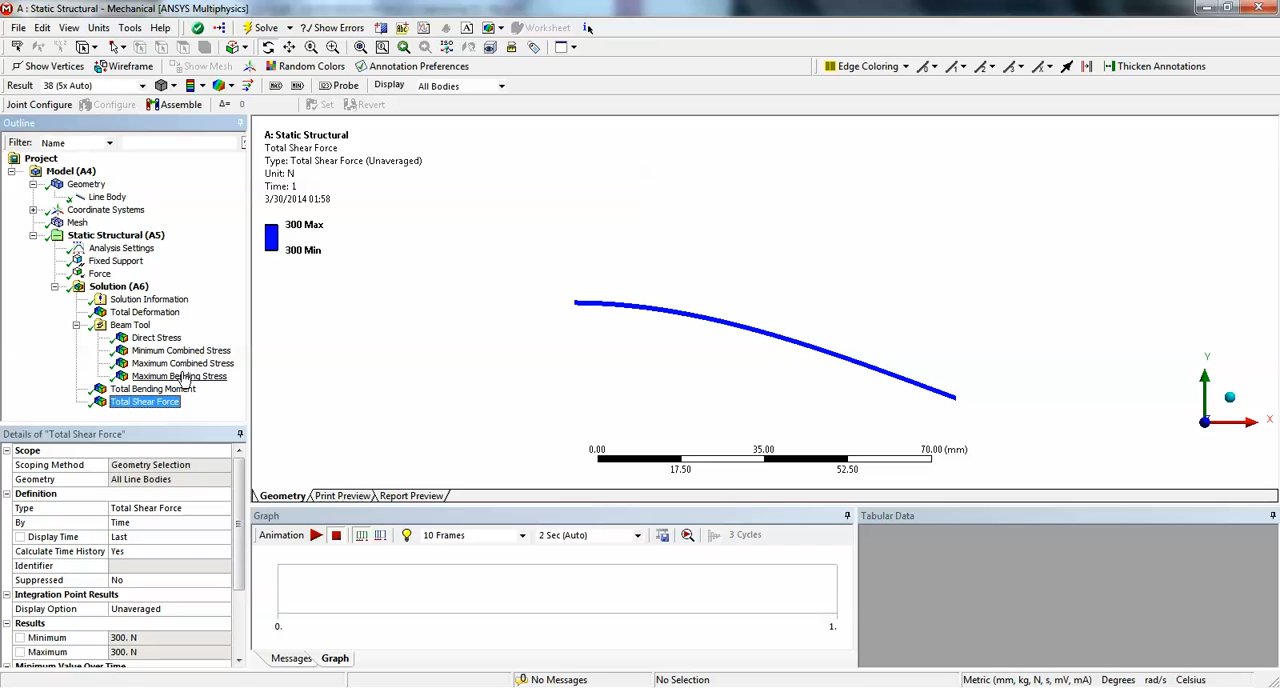 A : Static Structural - Mechanical [ANSYS Multiphysics]
File Edit View Units Tools Help Solve ?/ Show Errors Worksheet
Show Vertices Wireframe Show Mesh Random Colors Annotation Preferences Edge Coloring Thicken Annotations
Result 38 (5x Auto) Probe Display All Bodies
Joint Configure Configure Assemble Δ= 0 Set Revert
Outline
Filter: Name
Project
Model (A4)
Geometry
Line Body
Coordinate Systems
Mesh
Static Structural (A5)
Analysis Settings
Fixed Support
Force
Solution (A6)
Solution Information
Total Deformation
Beam Tool
Direct Stress
Minimum Combined Stress
Maximum Combined Stress
Maximum Bending Stress
Total Bending Moment
Total Shear Force
Details of "Total Shear Force"
Scope
Scoping Method Geometry Selection
Geometry All Line Bodies
Definition
Type Total Shear Force
By Time
Display Time Last
Calculate Time History Yes
Identifier
Suppressed No
Integration Point Results
Display Option Unaveraged
Results
Minimum 300. N
Maximum 300. N
Minimum Value Over Time
A: Static Structural
Total Shear Force
Type: Total Shear Force (Unaveraged)
Unit: N
Time: 1
3/30/2014 01:58
300 Max
300 Min
Y
X
0.00 35.00 70.00 (mm)
17.50 52.50
Geometry Print Preview Report Preview
Graph
Animation 10 Frames 2 Sec (Auto) 3 Cycles
0. 1.
Messages Graph
Tabular Data
No Messages No Selection Metric (mm, kg, N, s, mV, mA) Degrees rad/s Celsius